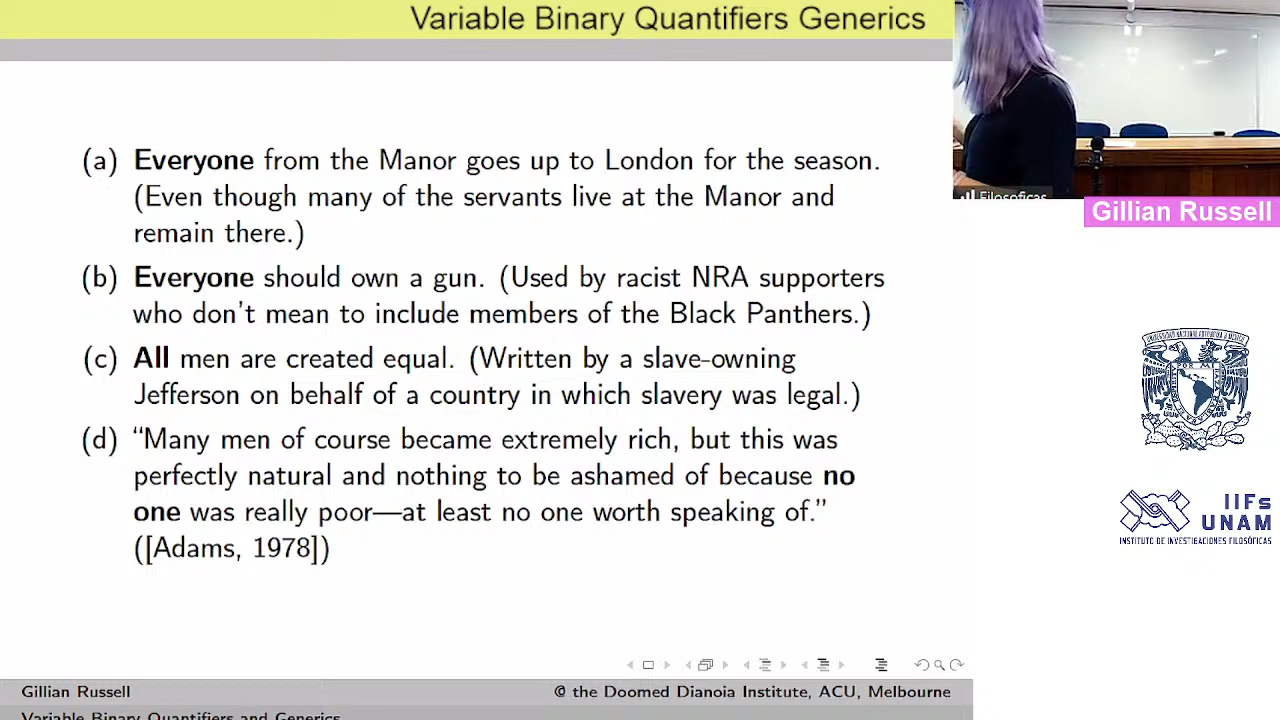 Variable Binary Quantifiers Generics
(a) Everyone from the Manor goes up to London for the season.
(Even though many of the servants live at the Manor and
remain there.)
(b) Everyone should own a gun. (Used by racist NRA supporters
who don't mean to include members of the Black Panthers.)
(c) All men are created equal. (Written by a slave-owning
Jefferson on behalf of a country in which slavery was legal.)
(d) “Many men of course became extremely rich, but this was
perfectly natural and nothing to be ashamed of because no
one was really poor—at least no one worth speaking of.”
([Adams, 1978])
Gillian Russell
© the Doomed Dianoia Institute, ACU, Melbourne
Variable Binary Quantifiers and Generics
Filosoficas
Gillian Russell
IIFs
UNAM
INSTITUTO DE INVESTIGACIONES FILOSÓFICAS